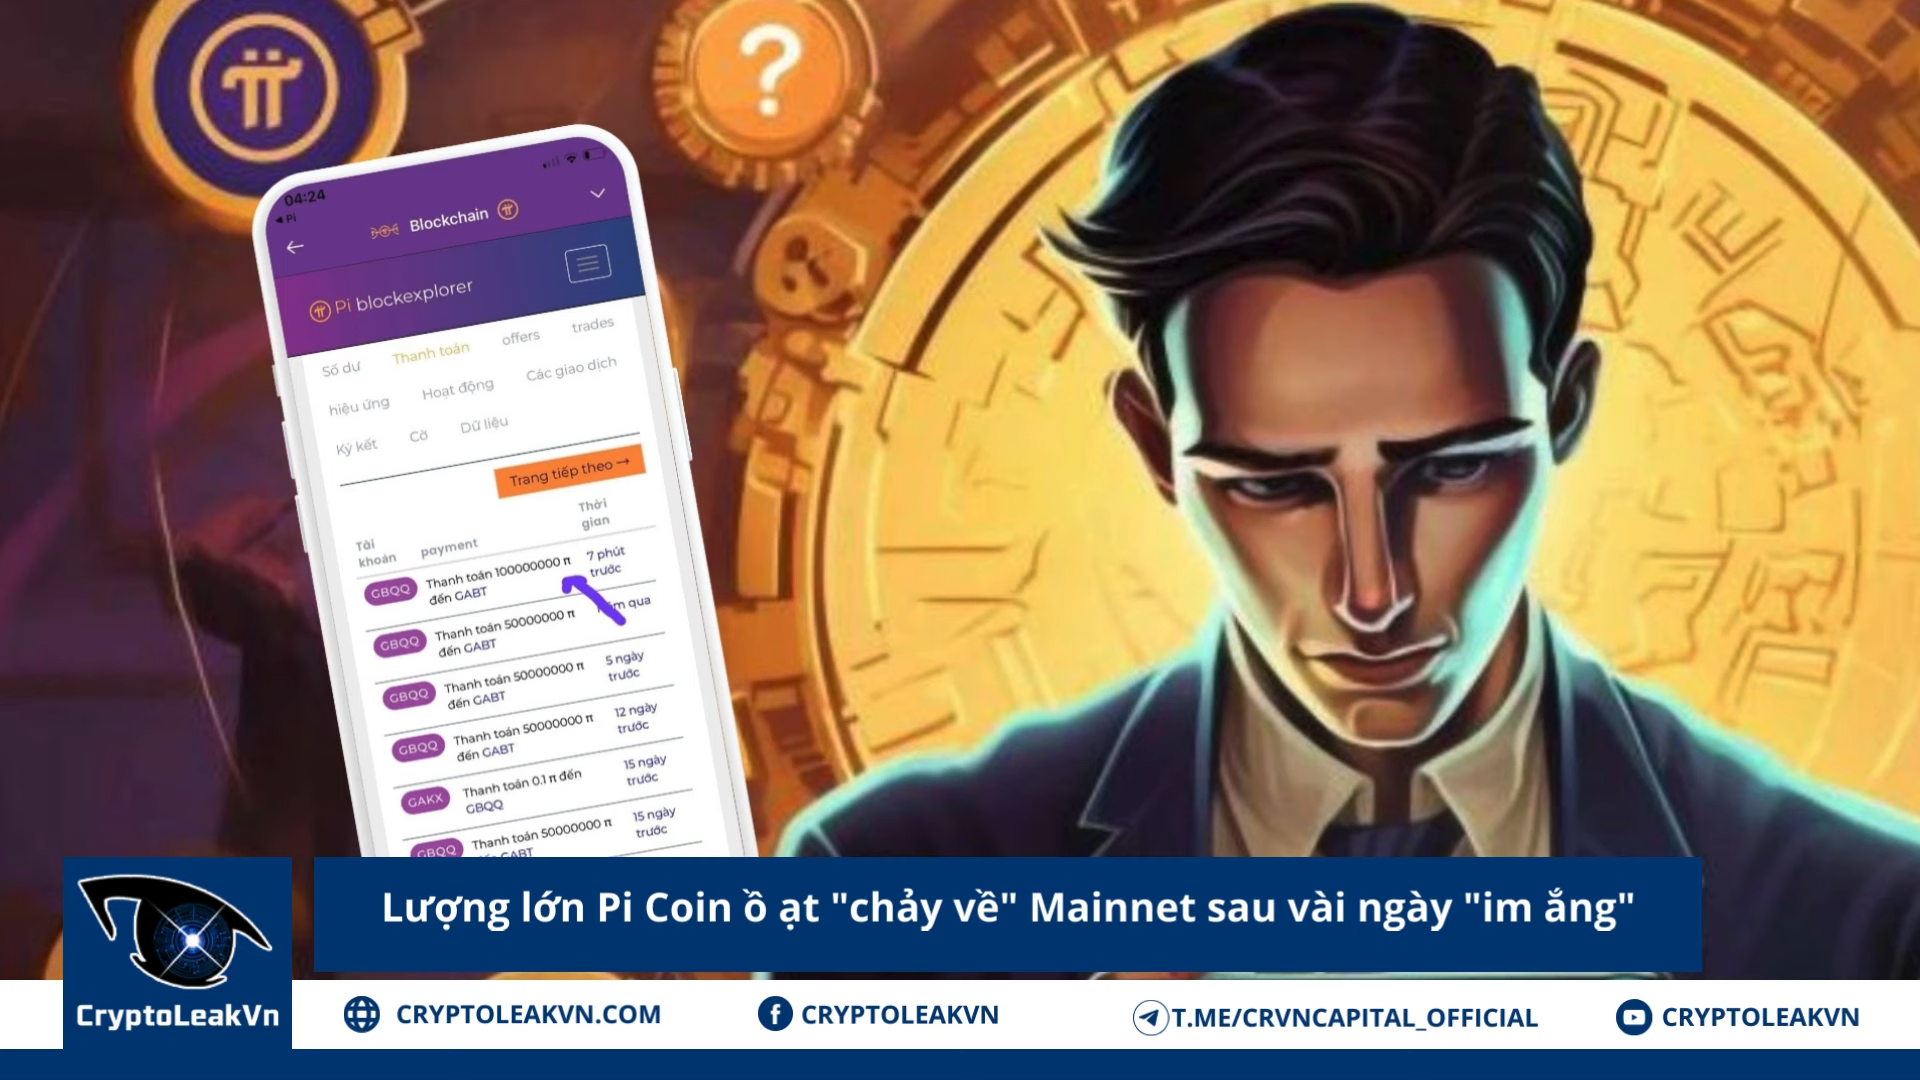 ?
04:24
Pi
Blockchain
Pi blockexplorer
Số dư
Thanh toán
offers
trades
hiệu ứng
Hoạt động
Các giao dịch
Ký kết
Cờ
Dữ liệu
Trang tiếp theo →
Tài khoản
payment
Thời gian
GBQQ
Thanh toán 100000000 π
đến GABT
7 phút
trước
GBQQ
Thanh toán 50000000 π
đến GABT
qua
GBQQ
Thanh toán 50000000 π
đến GABT
5 ngày
trước
GBQQ
Thanh toán 50000000 π
đến GABT
12 ngày
trước
GAKX
Thanh toán 0.1 π đến
GBQQ
15 ngày
trước
GBQQ
Thanh toán 50000000 π
GABT
15 ngày
trước
Lượng lớn Pi Coin ồ ạt "chảy về" Mainnet sau vài ngày "im ắng"
CryptoLeakVn
CRYPTOLEAKVN.COM
CRYPTOLEAKVN
T.ME/CRVNCAPITAL_OFFICIAL
CRYPTOLEAKVN